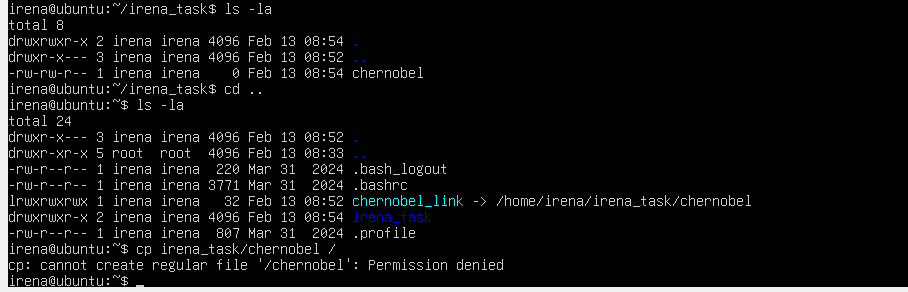 irena@ubuntu:~/irena_task$ ls -la
total 8
drwxrwxr-x 2 irena irena 4096 Feb 13 08:54 .
drwxr-x--- 3 irena irena 4096 Feb 13 08:52 ..
-rw-rw-r-- 1 irena irena    0 Feb 13 08:54 chernobel
irena@ubuntu:~/irena_task$ cd ..
irena@ubuntu:~$ ls -la
total 24
drwxr-x--- 3 irena irena 4096 Feb 13 08:52 .
drwxr-xr-x 5 root  root  4096 Feb 13 08:33 ..
-rw-r--r-- 1 irena irena  220 Mar 31  2024 .bash_logout
-rw-r--r-- 1 irena irena 3771 Mar 31  2024 .bashrc
lrwxrwxrwx 1 irena irena   32 Feb 13 08:52 chernobel_link -> /home/irena/irena_task/chernobel
drwxrwxr-x 2 irena irena 4096 Feb 13 08:54 irena_task
-rw-r--r-- 1 irena irena  807 Mar 31  2024 .profile
irena@ubuntu:~$ cp irena_task/chernobel /
cp: cannot create regular file '/chernobel': Permission denied
irena@ubuntu:~$ _